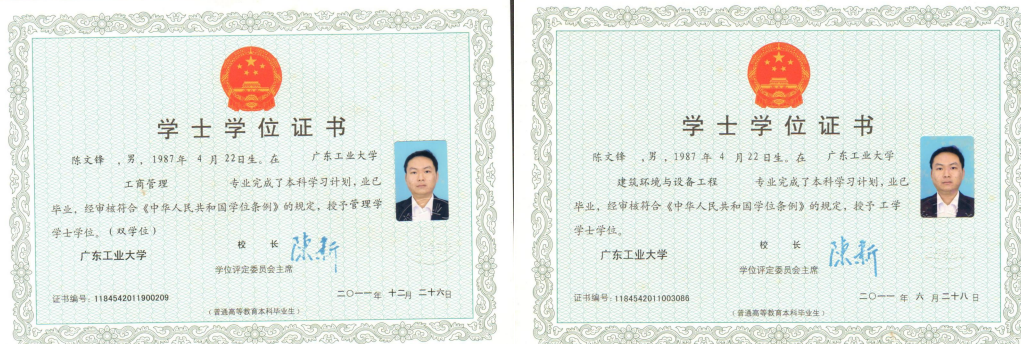 学士学位证书
陈文锋 ，男，1987年 4 月 22日生。在 广东工业大学
工商管理 专业完成了本科学习计划，业已
毕业，经审核符合《中华人民共和国学位条例》的规定，授予管理学
学士学位。（双学位）
校 长 陈新
广东工业大学
学位评定委员会主席
证书编号：1184542011900209
二〇一一年 十二月 二十六日
（普通高等教育本科毕业生）
学士学位证书
陈文锋 ，男，1987年 4 月 22日生。在 广东工业大学
建筑环境与设备工程 专业完成了本科学习计划，业已
毕业，经审核符合《中华人民共和国学位条例》的规定，授予 工学
学士学位。
校 长 陈新
广东工业大学
学位评定委员会主席
证书编号：1184542011003086
二〇一一年 六 月二十八日
（普通高等教育本科毕业生）